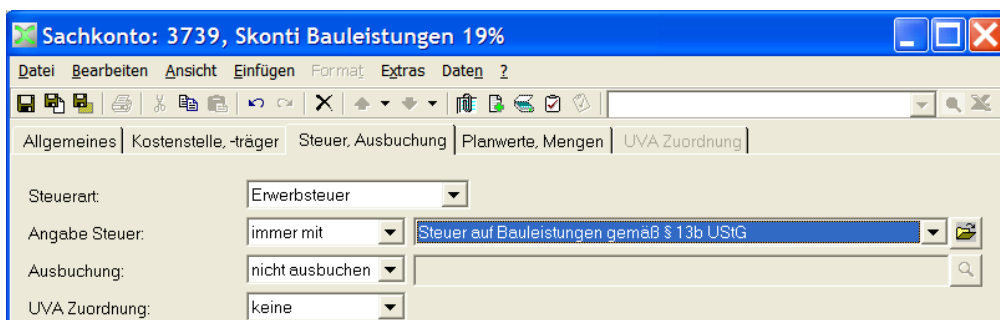 Sachkonto: 3739, Skonti Bauleistungen 19%
Datei Bearbeiten Ansicht Einfügen Format Extras Daten ?
Allgemeines Kostenstelle, -träger Steuer, Ausbuchung Planwerte, Mengen UVA Zuordnung
Steuerart: Erwerbsteuer
Angabe Steuer: immer mit Steuer auf Bauleistungen gemäß § 13b UStG
Ausbuchung: nicht ausbuchen
UVA Zuordnung: keine